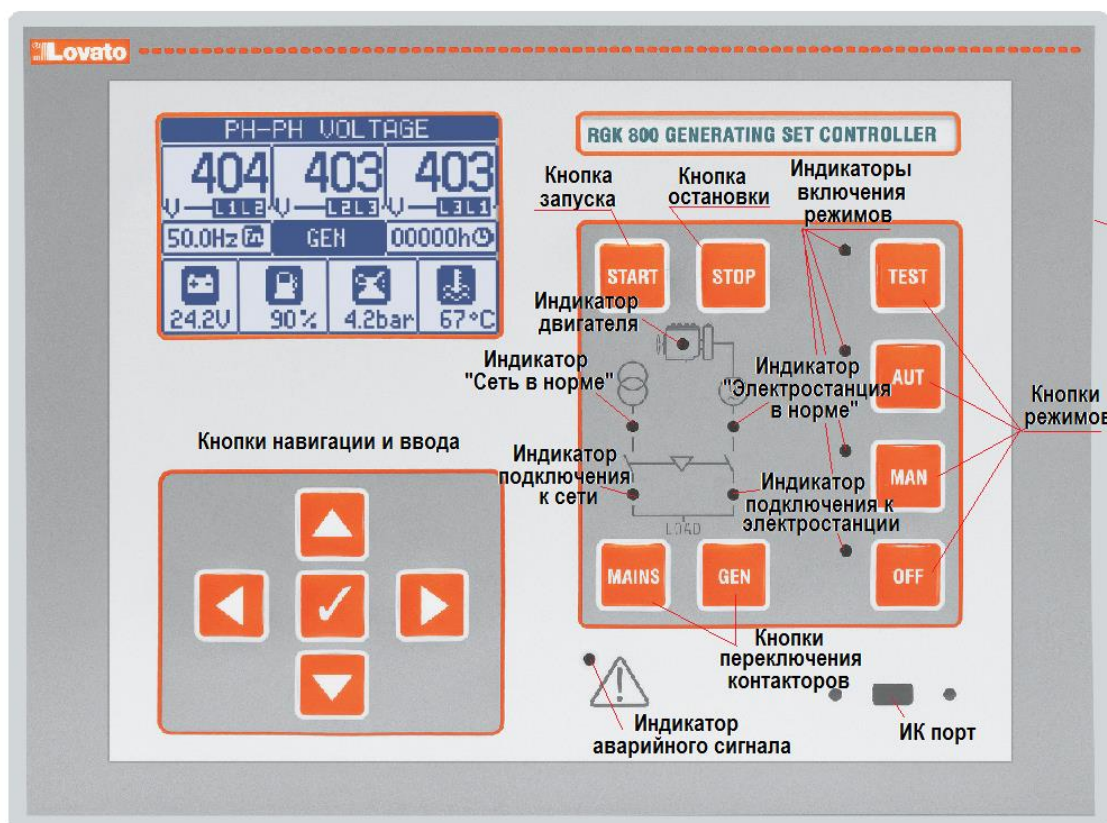 Lovato
PH-PH VOLTAGE
404 403 403
V L1L2 V L2L3 V L3L1
50.0Hz GEN 00000h
24.2V 90% 4.2bar 67°C
RGK 800 GENERATING SET CONTROLLER
Кнопка
запуска
Кнопка
остановки
Индикаторы
включения
режимов
START
STOP
TEST
Индикатор
двигателя
Индикатор
"Сеть в норме"
Индикатор
"Электростанция
в норме"
AUT
Кнопки
режимов
Кнопки навигации и ввода
Индикатор
подключения
к сети
Индикатор
подключения к
электростанции
MAN
LOAD
MAINS
GEN
OFF
Кнопки
переключения
контакторов
Индикатор
аварийного сигнала
ИК порт